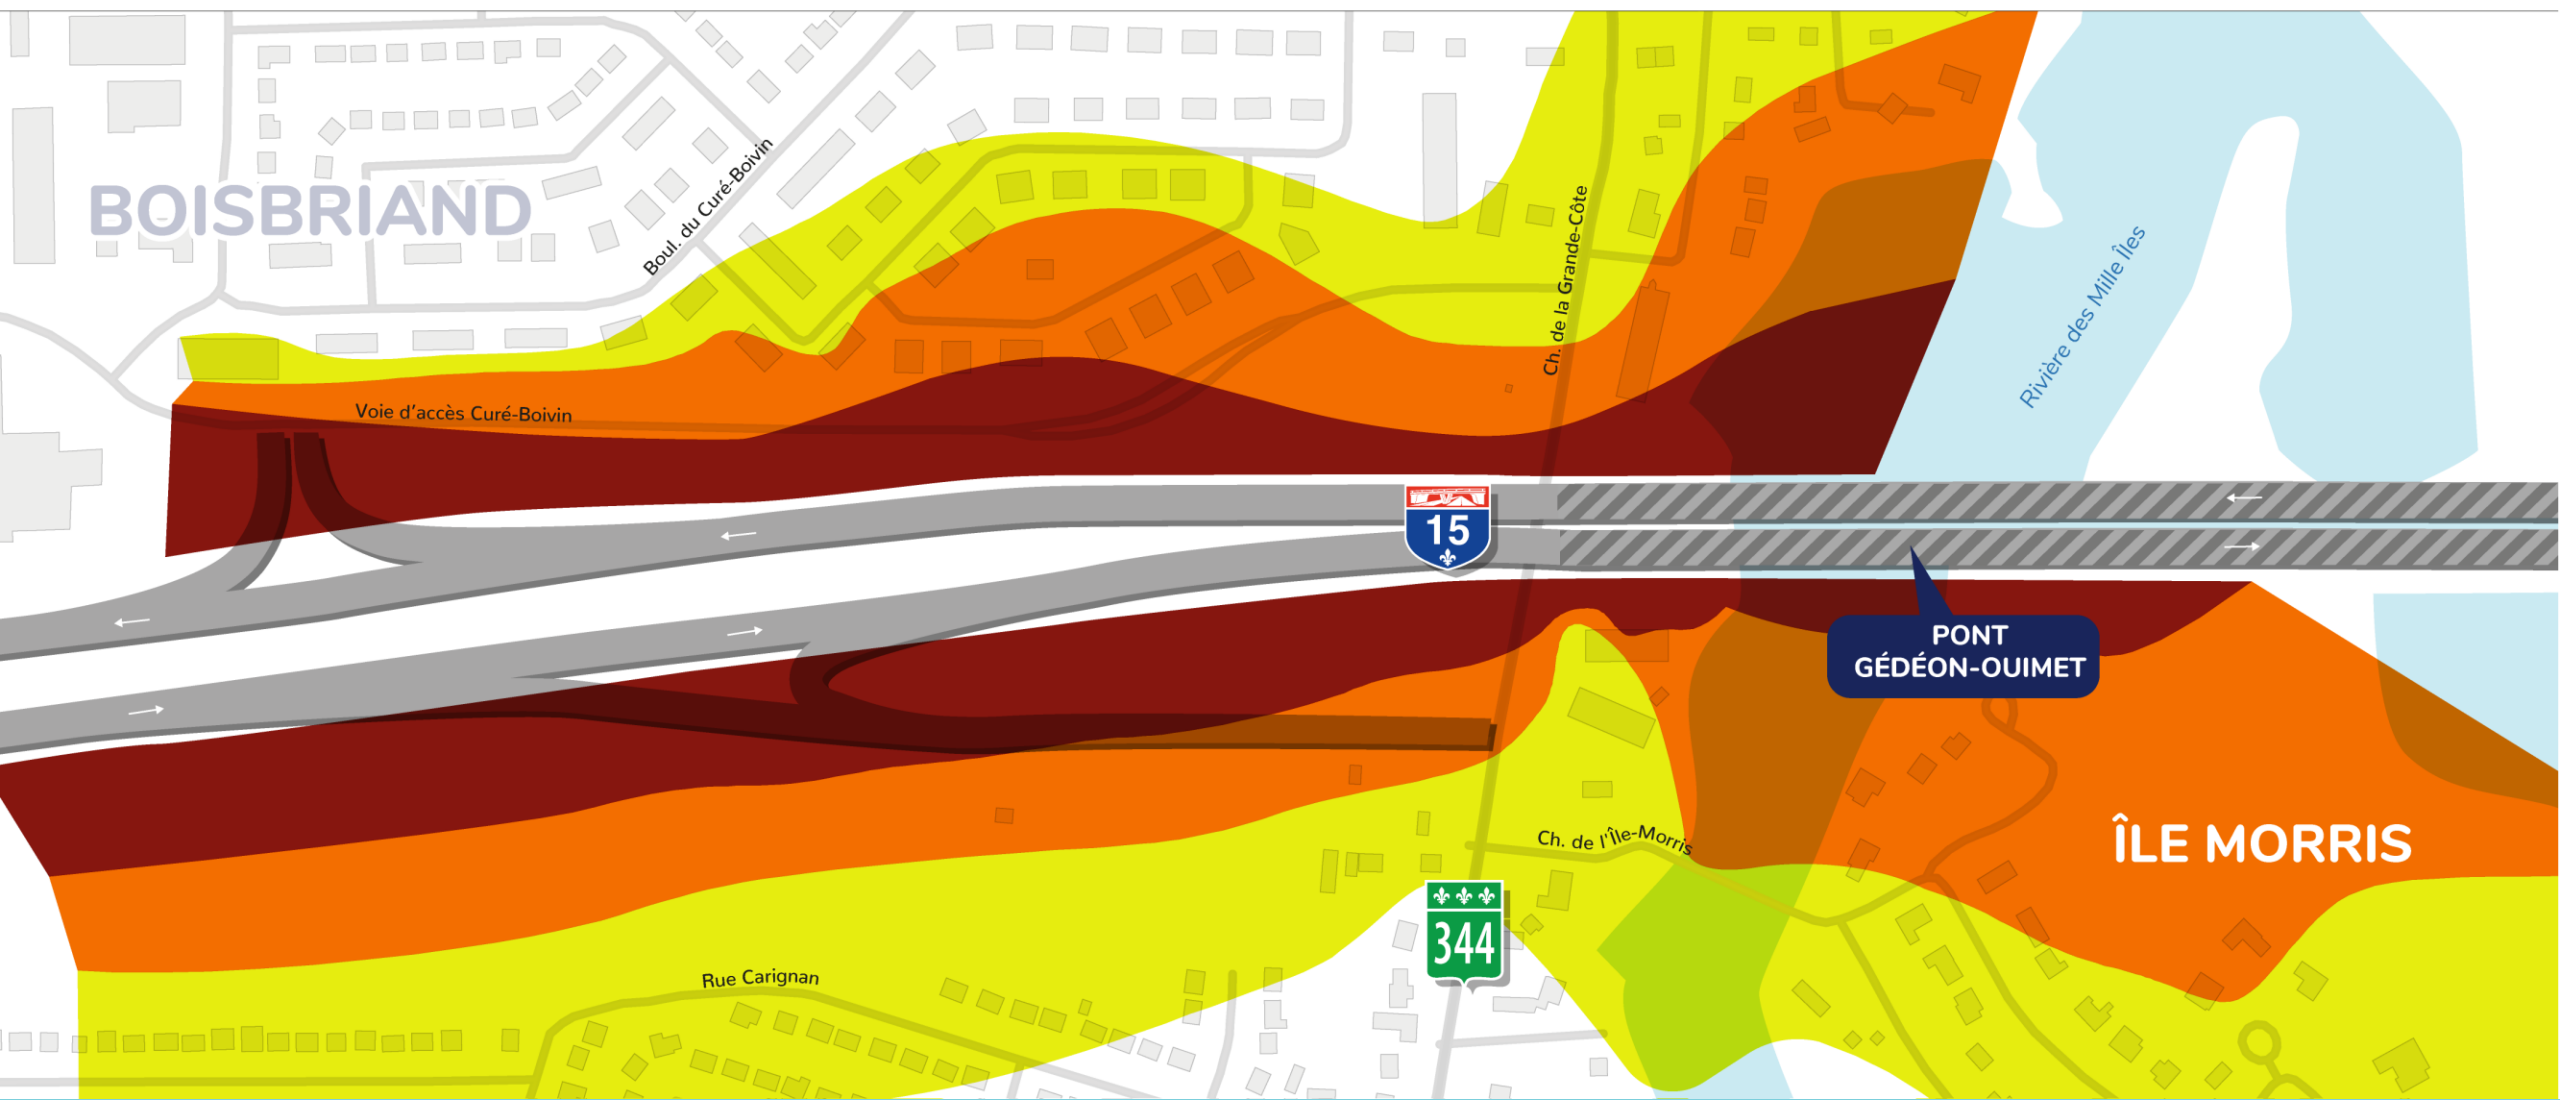 BOISBRIAND
Boul. du Curé-Boivin
Ch. de la Grande-Côte
Rivière des Mille Îles
Voie d'accès Curé-Boivin
15
PONT
GÉDÉON-OUIMET
ÎLE MORRIS
Ch. de l'Île-Morris
344
Rue Carignan